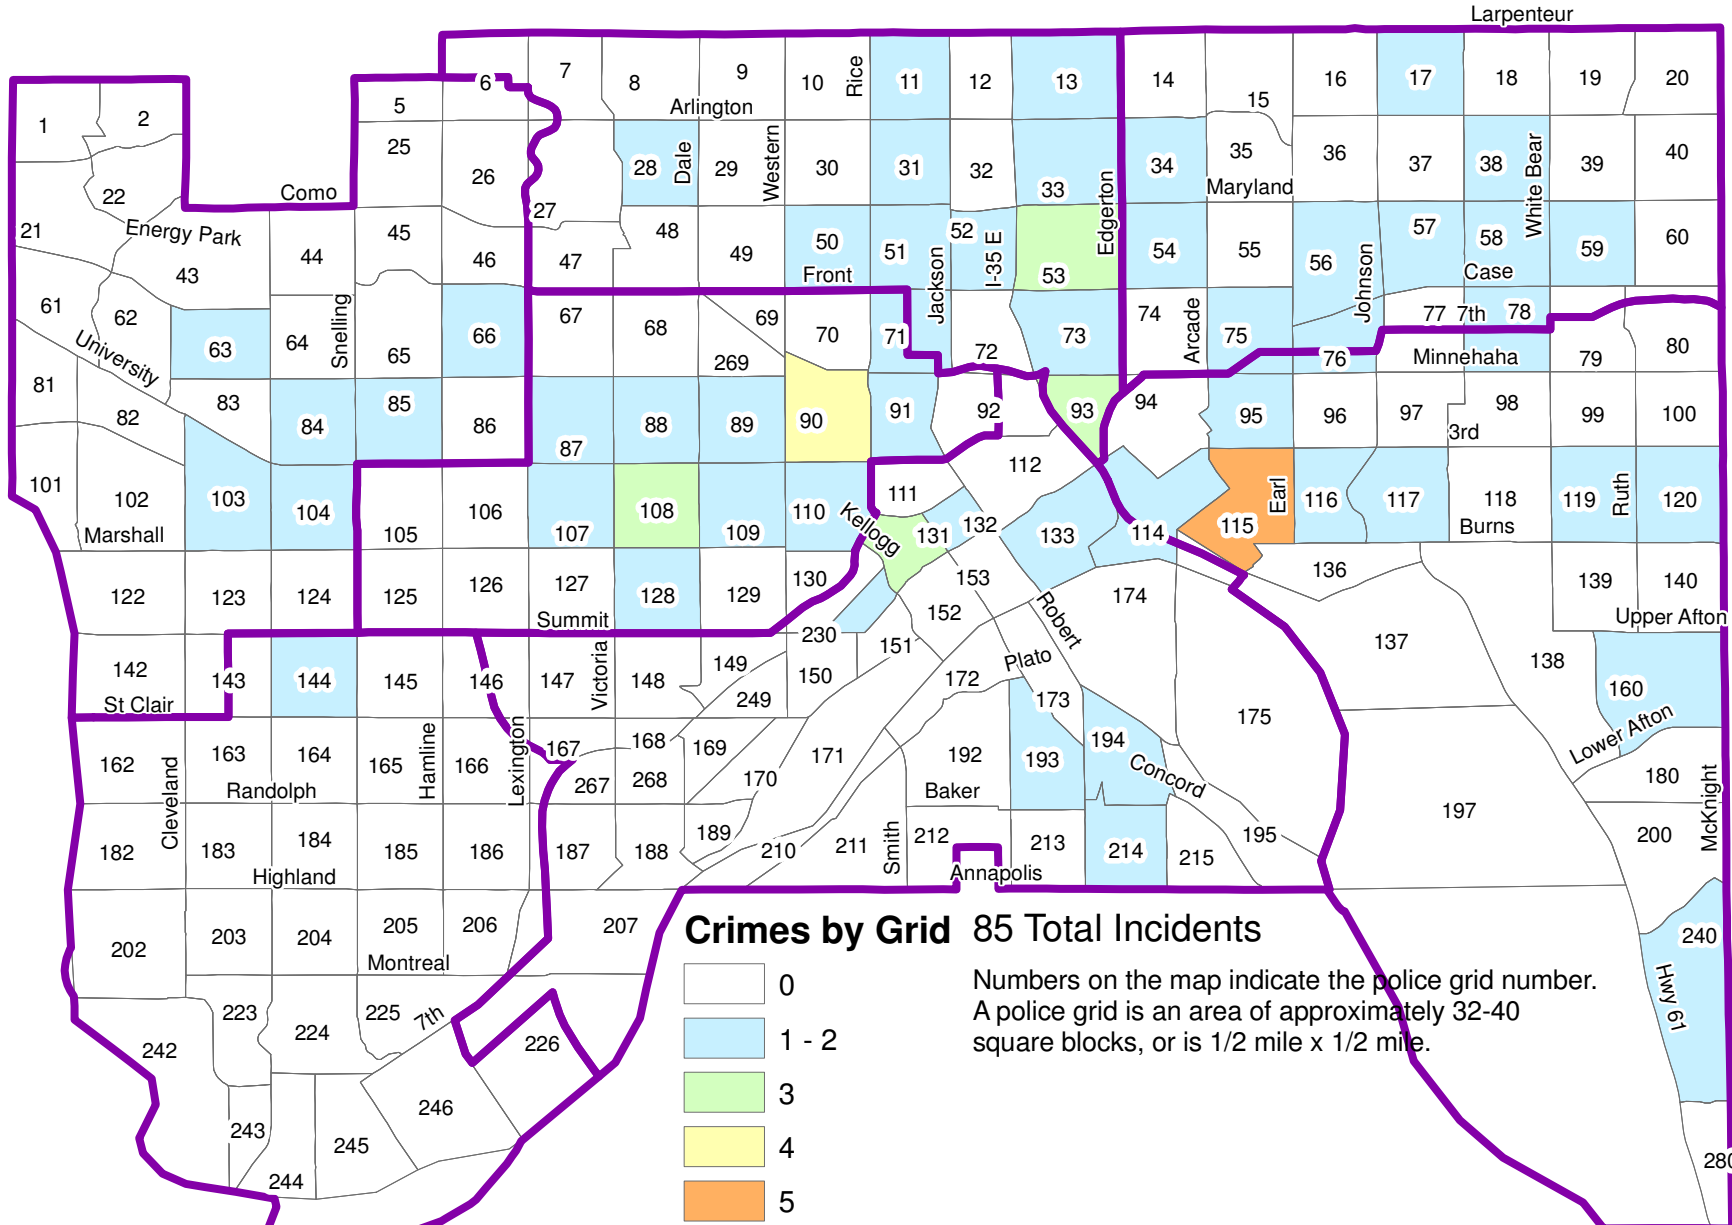 Larpenteur
6 7 8 9 10 Rice 11 12 13 14 15 16 17 18 19 20
1 2 5 Arlington
25 26 27 28 Dale 29 Western 30 31 32 33 Edgerton 34 35 36 37 38 White Bear 39 40
22 Como Maryland
21 Energy Park 43 44 45 46 47 48 49 50 51 52 I-35 E 53 54 55 56 57 58 59 60
Front Jackson Johnson Case
61 62 63 64 Snelling 65 66 67 68 69 70 71 72 73 74 Arcade 75 76 77 7th 78 79 80
University 269 Minnehaha
81 82 83 84 85 86 87 88 89 90 91 92 93 94 95 96 97 98 99 100
3rd
101 102 103 104 105 106 107 108 109 110 111 112 Earl 116 117 118 119 Ruth 120
Marshall Kellogg 131 132 133 114 115 Burns
122 123 124 125 126 127 128 129 130 153 174 136 139 140
Summit 152 Robert Upper Afton
142 143 144 145 146 147 Victoria 148 149 230 150 151 172 Plato 137 138
St Clair 249 173 175 160
162 Cleveland 163 164 165 Hamline 166 Lexington 167 168 169 171 192 193 194 Lower Afton
Randolph 267 268 170 Baker Concord 180 McKnight
182 183 184 185 186 187 188 189 210 211 Smith 212 213 214 215 195 197 200
Highland Annapolis
202 203 204 205 206 207 240
Montreal
223 224 225 7th Hwy 61
242 226
243 244 245 246 280
Crimes by Grid
0
1 - 2
3
4
5
85 Total Incidents
Numbers on the map indicate the police grid number.
A police grid is an area of approximately 32-40
square blocks, or is 1/2 mile x 1/2 mile.